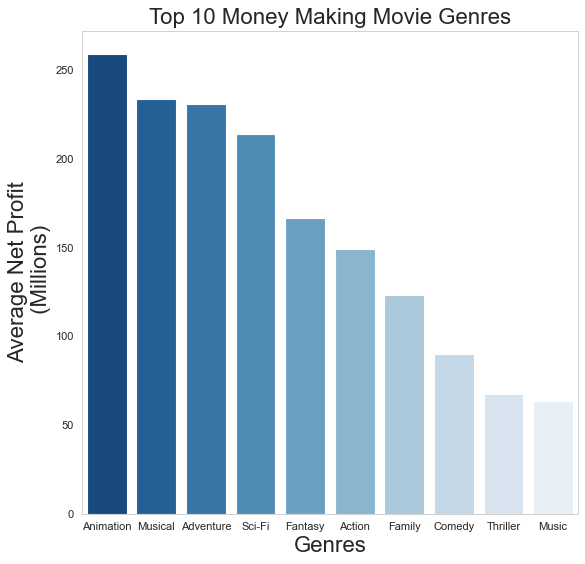 Top 10 Money Making Movie Genres
Average Net Profit
(Millions)
250
200
150
100
50
0
Animation Musical Adventure Sci-Fi Fantasy Action Family Comedy Thriller Music
Genres